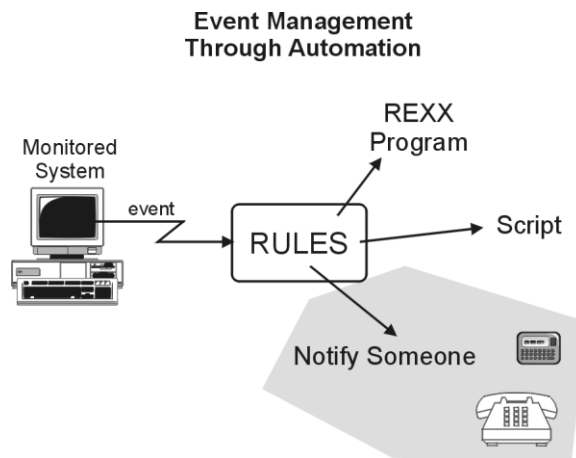 Event Management
Through Automation
REXX
Program
Monitored
System
event
RULES
Script
Notify Someone